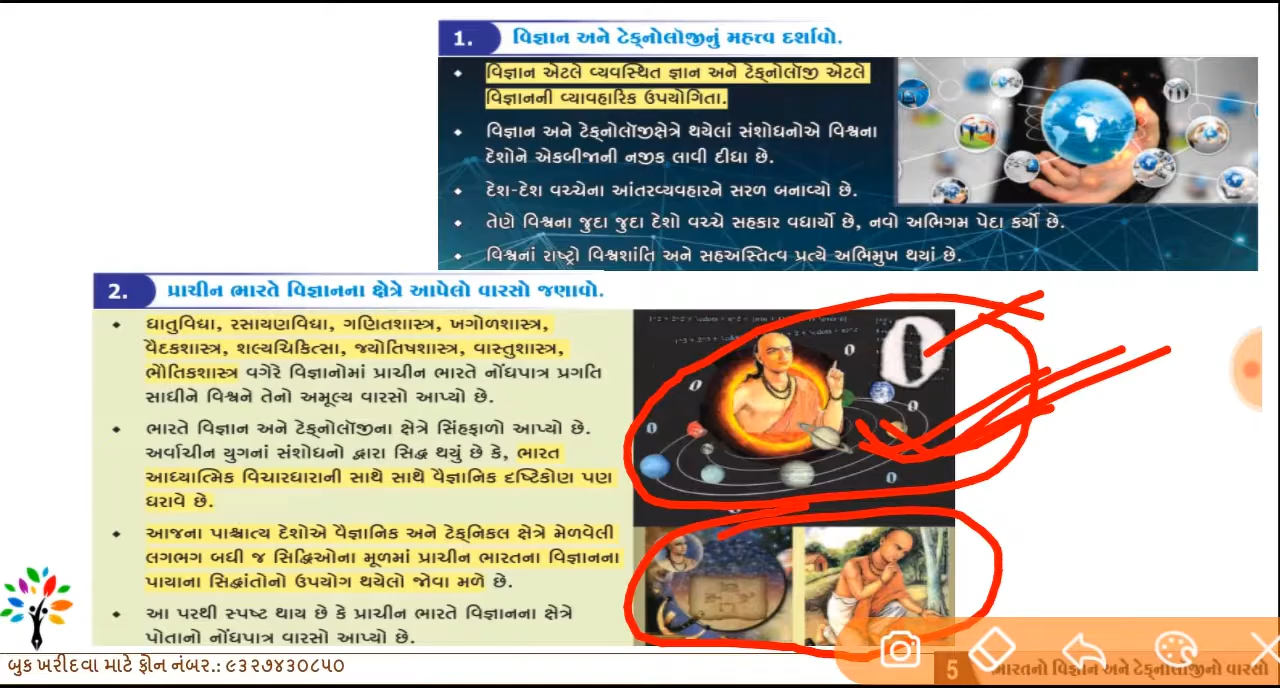 1. વિજ્ઞાન અને ટેક્નોલૉજીનું મહત્ત્વ દર્શાવો.
• વિજ્ઞાન એટલે વ્યવસ્થિત જ્ઞાન અને ટેક્નોલૉજી એટલે
વિજ્ઞાનની વ્યાવહારિક ઉપયોગિતા.
• વિજ્ઞાન અને ટેક્નોલૉજીક્ષેત્રે થયેલાં સંશોધનોએ વિશ્વના
દેશોને એકબીજાની નજીક લાવી દીધા છે.
• દેશ-દેશ વચ્ચેના આંતરવ્યવહારને સરળ બનાવ્યો છે.
• તેણે વિશ્વના જુદા જુદા દેશો વચ્ચે સહકાર વધાર્યો છે, નવો અભિગમ પેદા કર્યો છે.
• વિશ્વનાં રાષ્ટ્રો વિશ્વશાંતિ અને સહઅસ્તિત્વ પ્રત્યે અભિમુખ થયાં છે.
2. પ્રાચીન ભારતે વિજ્ઞાનના ક્ષેત્રે આપેલો વારસો જણાવો.
• ધાતુવિદ્યા, રસાયણવિદ્યા, ગણિતશાસ્ત્ર, ખગોળશાસ્ત્ર,
વૈદકશાસ્ત્ર, શલ્યચિકિત્સા, જ્યોતિષશાસ્ત્ર, વાસ્તુશાસ્ત્ર,
ભૌતિકશાસ્ત્ર વગેરે વિજ્ઞાનોમાં પ્રાચીન ભારતે નોંધપાત્ર પ્રગતિ
સાધીને વિશ્વને તેનો અમૂલ્ય વારસો આપ્યો છે.
• ભારતે વિજ્ઞાન અને ટેક્નોલૉજીના ક્ષેત્રે સિંહફાળો આપ્યો છે.
અર્વાચીન યુગનાં સંશોધનો દ્વારા સિદ્ધ થયું છે કે, ભારત
આધ્યાત્મિક વિચારધારાની સાથે સાથે વૈજ્ઞાનિક દૃષ્ટિકોણ પણ
ધરાવે છે.
• આજના પાશ્ચાત્ય દેશોએ વૈજ્ઞાનિક અને ટેક્નિકલ ક્ષેત્રે મેળવેલી
લગભગ બધી જ સિદ્ધિઓના મૂળમાં પ્રાચીન ભારતના વિજ્ઞાનના
પાયાના સિદ્ધાંતોનો ઉપયોગ થયેલો જોવા મળે છે.
• આ પરથી સ્પષ્ટ થાય છે કે પ્રાચીન ભારતે વિજ્ઞાનના ક્ષેત્રે
પોતાનો નોંધપાત્ર વારસો આપ્યો છે.
બુક ખરીદવા માટે ફોન નંબર.: ૯૩૨૭૪૩૦૮૫૦
5 ભારતનો વિજ્ઞાન અને ટેક્નોલૉજીનો વારસો